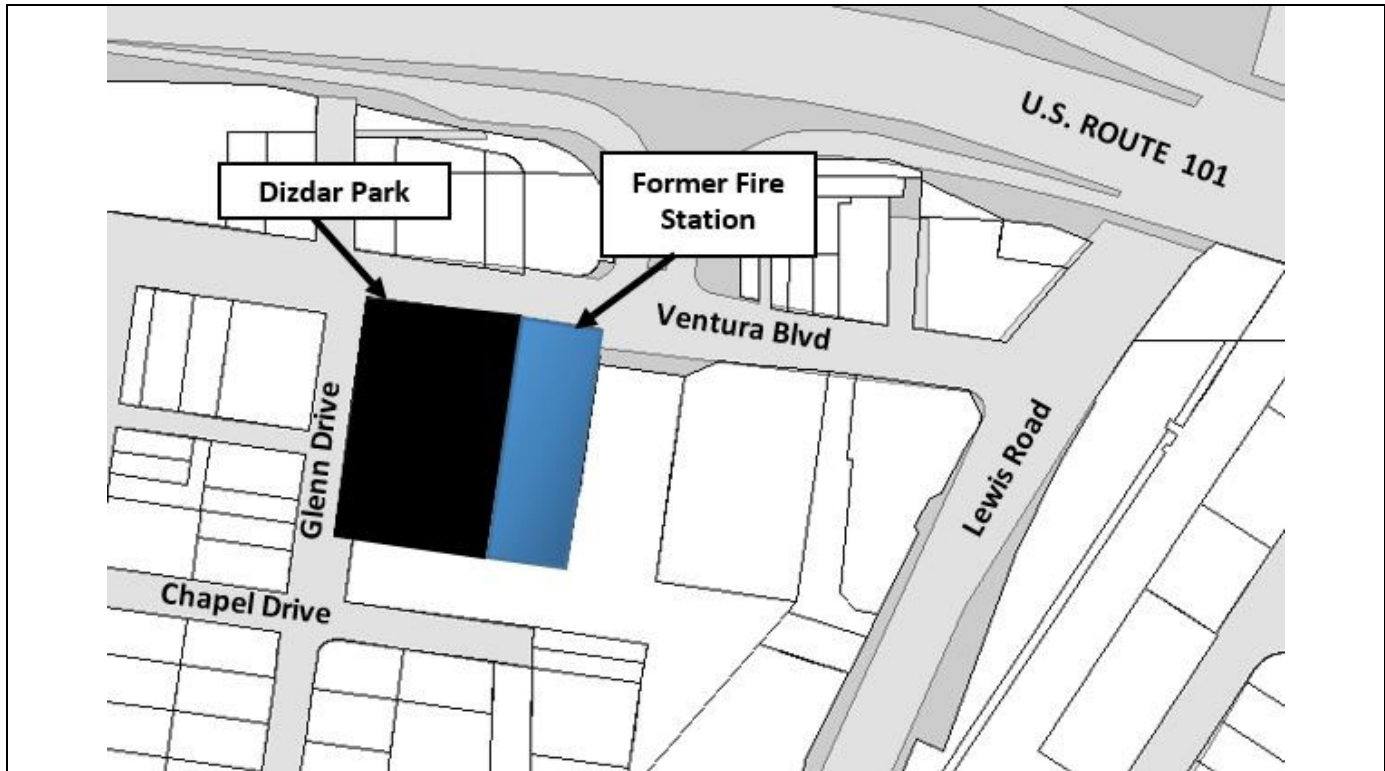 U.S. ROUTE 101
Dizdar Park
Former Fire
Station
Ventura Blvd
Glenn Drive
Lewis Road
Chapel Drive